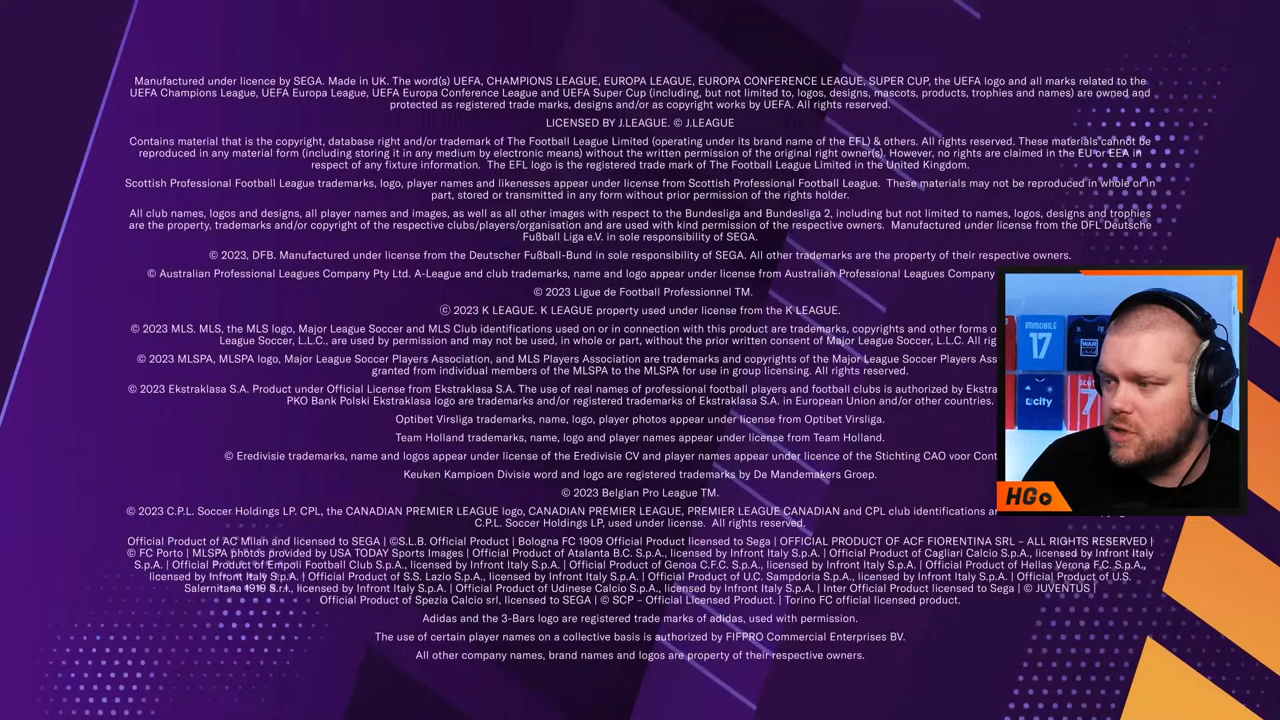 Manufactured under licence by SEGA. Made in UK. The word(s) UEFA, CHAMPIONS LEAGUE, EUROPA LEAGUE, EUROPA CONFERENCE LEAGUE, SUPER CUP, the UEFA logo and all marks related to the
UEFA Champions League, UEFA Europa League, UEFA Europa Conference League and UEFA Super Cup (including, but not limited to, logos, designs, mascots, products, trophies and names) are owned and
protected as registered trade marks, designs and/or as copyright works by UEFA. All rights reserved.
LICENSED BY J.LEAGUE. © J.LEAGUE
Contains material that is the copyright, database right and/or trademark of The Football League Limited (operating under its brand name of the EFL) & others. All rights reserved. These materials cannot be
reproduced in any material form (including storing it in any medium by electronic means) without the written permission of the original right owner(s). However, no rights are claimed in the EU or EEA in
respect of any fixture information. The EFL logo is the registered trade mark of The Football League Limited in the United Kingdom.
Scottish Professional Football League trademarks, logo, player names and likenesses appear under license from Scottish Professional Football League. These materials may not be reproduced in whole or in
part, stored or transmitted in any form without prior permission of the rights holder.
All club names, logos and designs, all player names and images, as well as all other images with respect to the Bundesliga and Bundesliga 2, including but not limited to names, logos, designs and trophies
are the property, trademarks and/or copyright of the respective clubs/players/organisation and are used with kind permission of the respective owners. Manufactured under license from the DFL Deutsche
Fußball Liga e.V. in sole responsibility of SEGA.
© 2023, DFB. Manufactured under license from the Deutscher Fußball-Bund in sole responsibility of SEGA. All other trademarks are the property of their respective owners.
© Australian Professional Leagues Company Pty Ltd. A-League and club trademarks, name and logo appear under license from Australian Professional Leagues Company
© 2023 Ligue de Football Professionnel TM.
ⓒ 2023 K LEAGUE. K LEAGUE property used under license from the K LEAGUE.
© 2023 MLS. MLS, the MLS logo, Major League Soccer and MLS Club identifications used on or in connection with this product are trademarks, copyrights and other forms o
League Soccer, L.L.C., are used by permission and may not be used, in whole or part, without the prior written consent of Major League Soccer, L.L.C. All rig
© 2023 MLSPA, MLSPA logo, Major League Soccer Players Association, and MLS Players Association are trademarks and copyrights of the Major League Soccer Players Ass
granted from individual members of the MLSPA to the MLSPA for use in group licensing. All rights reserved.
© 2023 Ekstraklasa S.A. Product under Official License from Ekstraklasa S.A. The use of real names of professional football players and football clubs is authorized by Ekstra
PKO Bank Polski Ekstraklasa logo are trademarks and/or registered trademarks of Ekstraklasa S.A. in European Union and/or other countries.
Optibet Virsliga trademarks, name, logo, player photos appear under license from Optibet Virsliga.
Team Holland trademarks, name, logo and player names appear under license from Team Holland.
© Eredivisie trademarks, name and logos appear under license of the Eredivisie CV and player names appear under licence of the Stichting CAO voor Cont
Keuken Kampioen Divisie word and logo are registered trademarks by De Mandemakers Groep.
© 2023 Belgian Pro League TM.
© 2023 C.P.L. Soccer Holdings LP. CPL, the CANADIAN PREMIER LEAGUE logo, CANADIAN PREMIER LEAGUE, PREMIER LEAGUE CANADIAN and CPL club identifications ar
C.P.L. Soccer Holdings LP, used under license. All rights reserved.
Official Product of AC Milan and licensed to SEGA | ©S.L.B. Official Product | Bologna FC 1909 Official Product licensed to Sega | OFFICIAL PRODUCT OF ACF FIORENTINA SRL – ALL RIGHTS RESERVED |
© FC Porto | MLSPA photos provided by USA TODAY Sports Images | Official Product of Atalanta B.C. S.p.A., licensed by Infront Italy S.p.A. | Official Product of Cagliari Calcio S.p.A., licensed by Infront Italy
S.p.A. | Official Product of Empoli Football Club S.p.A., licensed by Infront Italy S.p.A. | Official Product of Genoa C.F.C. S.p.A., licensed by Infront Italy S.p.A. | Official Product of Hellas Verona F.C. S.p.A.,
licensed by Infront Italy S.p.A. | Official Product of S.S. Lazio S.p.A., licensed by Infront Italy S.p.A. | Official Product of U.C. Sampdoria S.p.A., licensed by Infront Italy S.p.A. | Official Product of U.S.
Salernitana 1919 S.r.l., licensed by Infront Italy S.p.A. | Official Product of Udinese Calcio S.p.A., licensed by Infront Italy S.p.A. | Inter Official Product licensed to Sega | © JUVENTUS |
Official Product of Spezia Calcio srl, licensed to SEGA | © SCP – Official Licensed Product. | Torino FC official licensed product.
Adidas and the 3-Bars logo are registered trade marks of adidas, used with permission.
The use of certain player names on a collective basis is authorized by FIFPRO Commercial Enterprises BV.
All other company names, brand names and logos are property of their respective owners.
IMMOBILE
17
WAR
child
city
HGo